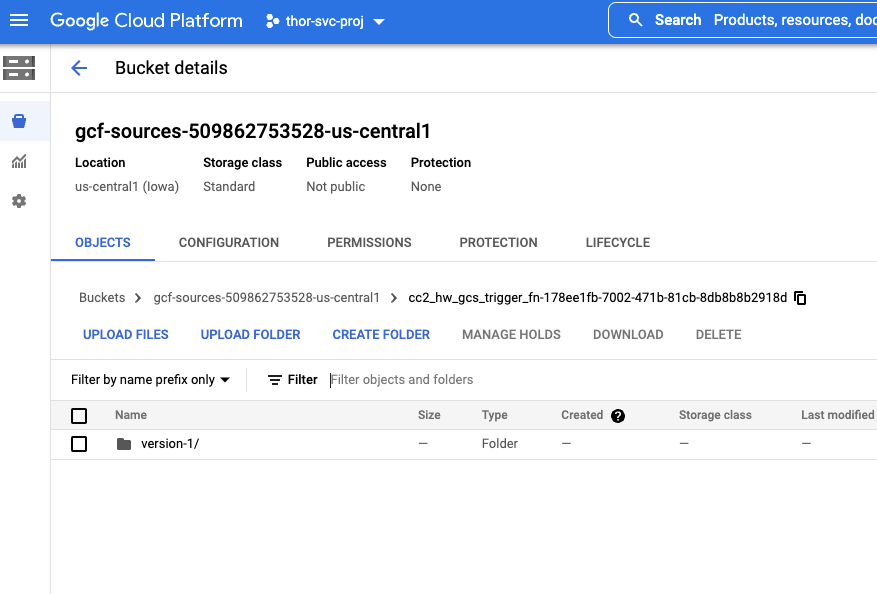 Google Cloud Platform thor-svc-proj Search Products, resources, doc
Bucket details
gcf-sources-509862753528-us-central1
Location Storage class Public access Protection
us-central1 (Iowa) Standard Not public None
OBJECTS CONFIGURATION PERMISSIONS PROTECTION LIFECYCLE
Buckets > gcf-sources-509862753528-us-central1 > cc2_hw_gcs_trigger_fn-178ee1fb-7002-471b-81cb-8db8b8b2918d
UPLOAD FILES UPLOAD FOLDER CREATE FOLDER MANAGE HOLDS DOWNLOAD DELETE
Filter by name prefix only Filter Filter objects and folders
Name Size Type Created ? Storage class Last modified
version-1/ — Folder — — —